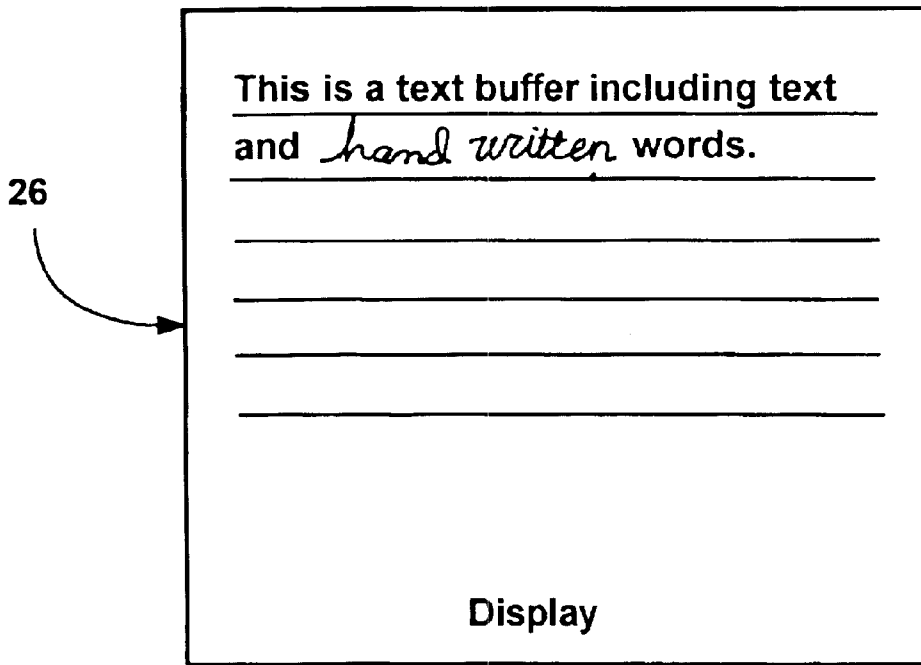 This is a text buffer including text
and hand written words.
26
Display